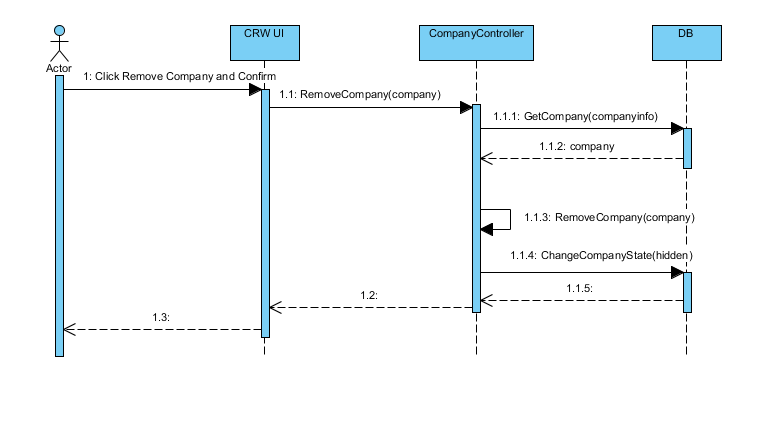 CRW UI
CompanyController
DB
Actor
1: Click Remove Company and Confirm
1.1: RemoveCompany(company)
1.1.1: GetCompany(companyinfo)
1.1.2: company
1.1.3: RemoveCompany(company)
1.1.4: ChangeCompanyState(hidden)
1.1.5:
1.2:
1.3: